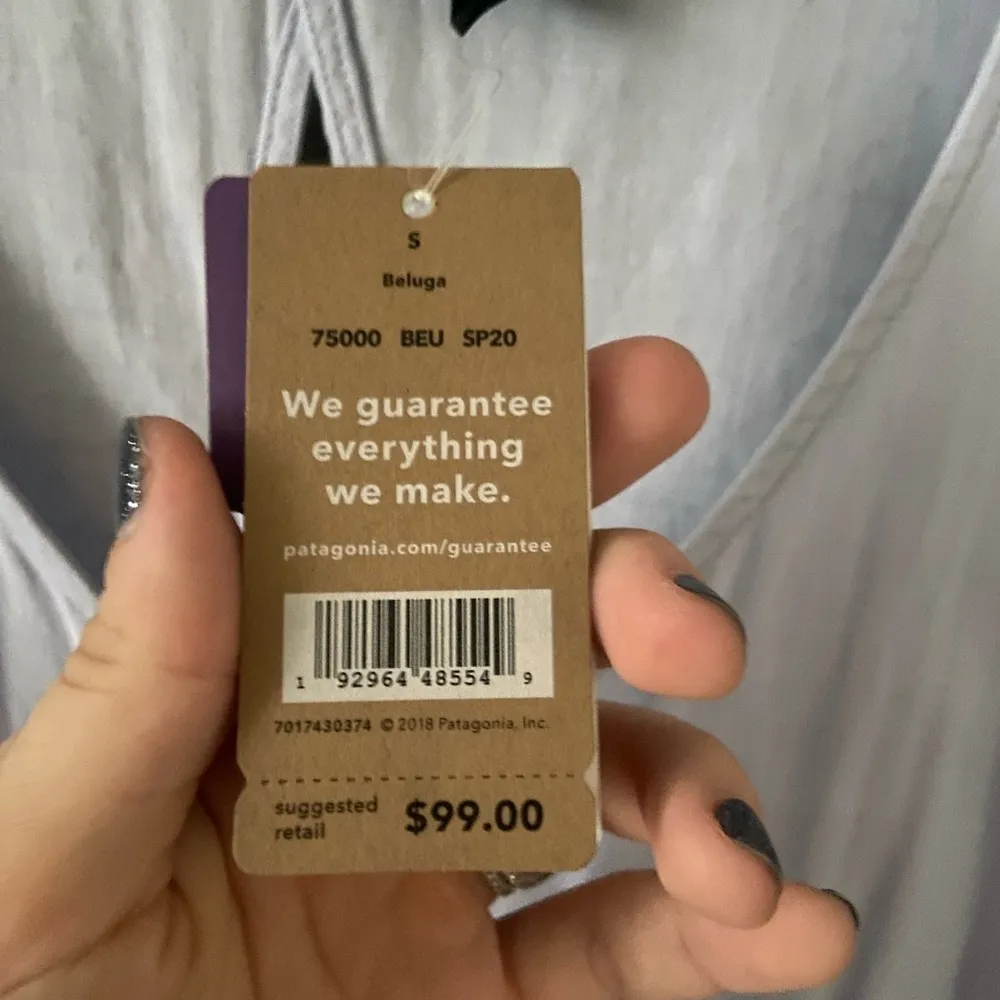 S
Beluga
75000 BEU SP20
We guarantee
everything
we make.
patagonia.com/guarantee
1 92964 48554 9
7017430374 © 2018 Patagonia, Inc.
suggested
retail
$99.00